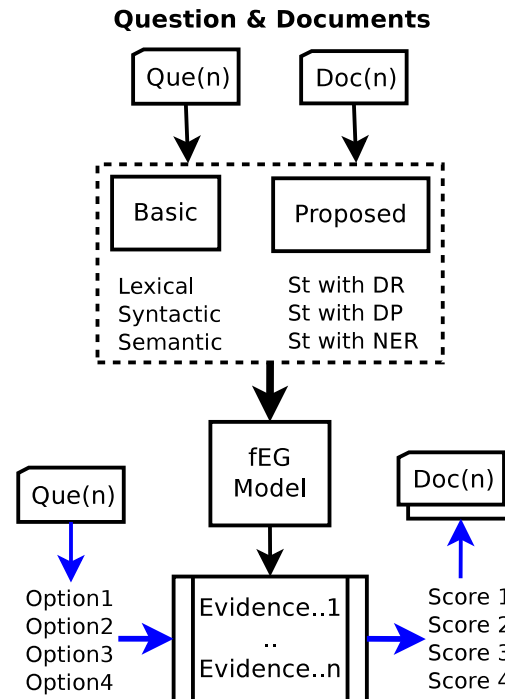 Question & Documents
Que(n)
Doc(n)
Basic
Proposed
Lexical
Syntactic
Semantic
St with DR
St with DP
St with NER
fEG
Model
Que(n)
Doc(n)
Option1
Option2
Option3
Option4
Evidence..1
..
Evidence..n
Score 1
Score 2
Score 3
Score 4